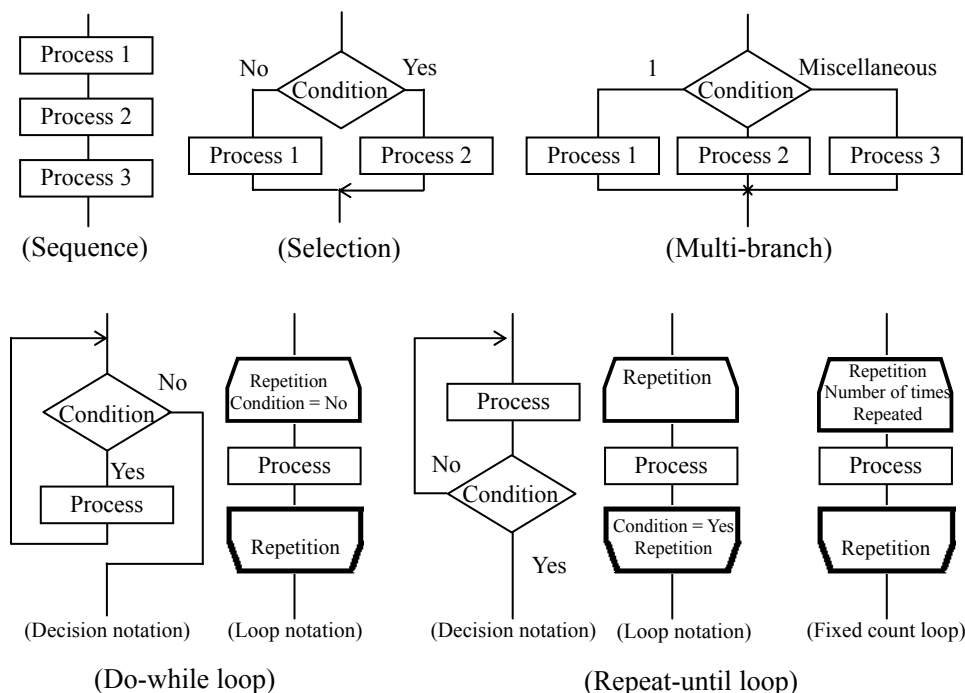 Process 1
Process 2
Process 3
(Sequence)
No
Yes
Condition
Process 1
Process 2
(Selection)
1
Miscellaneous
Condition
Process 1
Process 2
Process 3
(Multi-branch)
No
Condition
Yes
Process
(Decision notation)
Repetition
Condition = No
Process
Repetition
(Loop notation)
(Do-while loop)
Process
No
Condition
Yes
(Decision notation)
Repetition
Process
Condition = Yes
Repetition
(Loop notation)
(Repeat-until loop)
Repetition
Number of times
Repeated
Process
Repetition
(Fixed count loop)